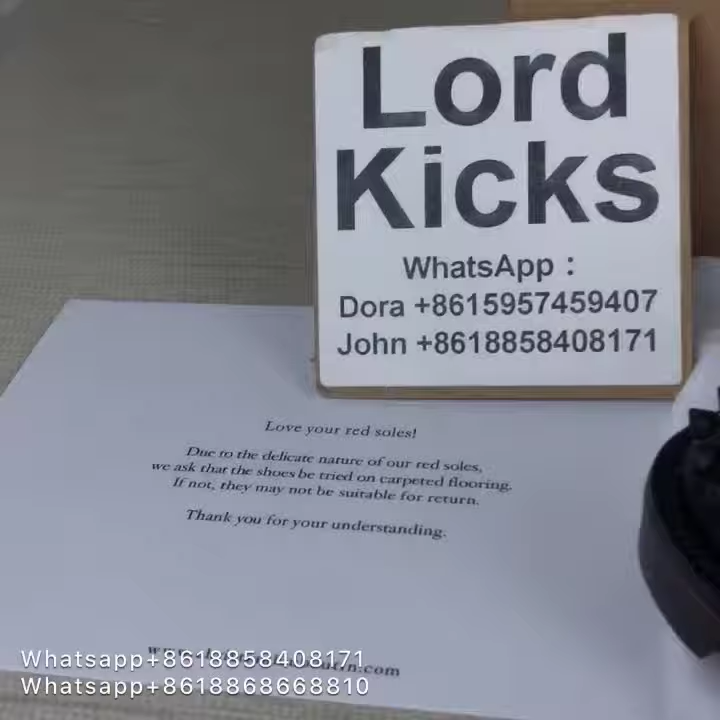 Lord
Kicks
WhatsApp :
Dora +8615957459407
John +8618858408171
Love your red soles!
Due to the delicate nature of our red soles,
we ask that the shoes be tried on carpeted flooring.
If not, they may not be suitable for return.
Thank you for your understanding.
Whatsapp+8618858408171
Whatsapp+8618868668810